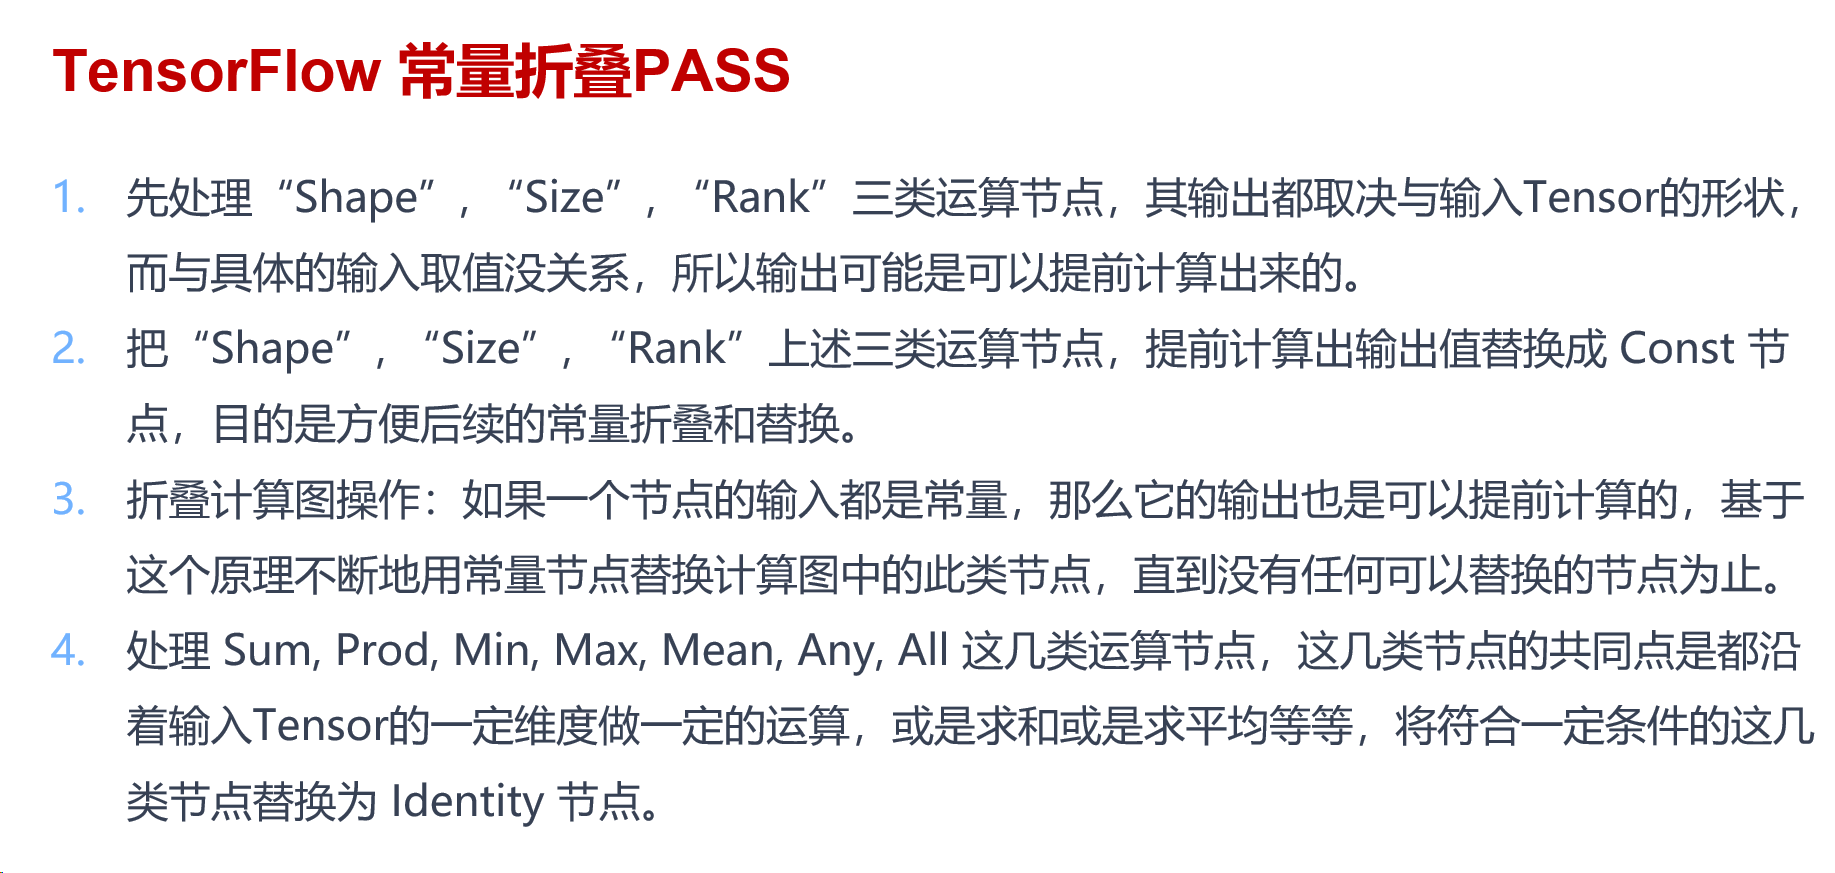 TensorFlow 常量折叠PASS
1. 先处理“Shape”,“Size”,“Rank”三类运算节点，其输出都取决与输入Tensor的形状，
而与具体的输入取值没关系，所以输出可能是可以提前计算出来的。
2. 把“Shape”,“Size”,“Rank”上述三类运算节点，提前计算出输出值替换成 Const 节
点，目的是方便后续的常量折叠和替换。
3. 折叠计算图操作：如果一个节点的输入都是常量，那么它的输出也是可以提前计算的，基于
这个原理不断地用常量节点替换计算图中的此类节点，直到没有任何可以替换的节点为止。
4. 处理 Sum, Prod, Min, Max, Mean, Any, All 这几类运算节点，这几类节点的共同点是都沿
着输入Tensor的一定维度做一定的运算，或是求和或是求平均等等，将符合一定条件的这几
类节点替换为 Identity 节点。